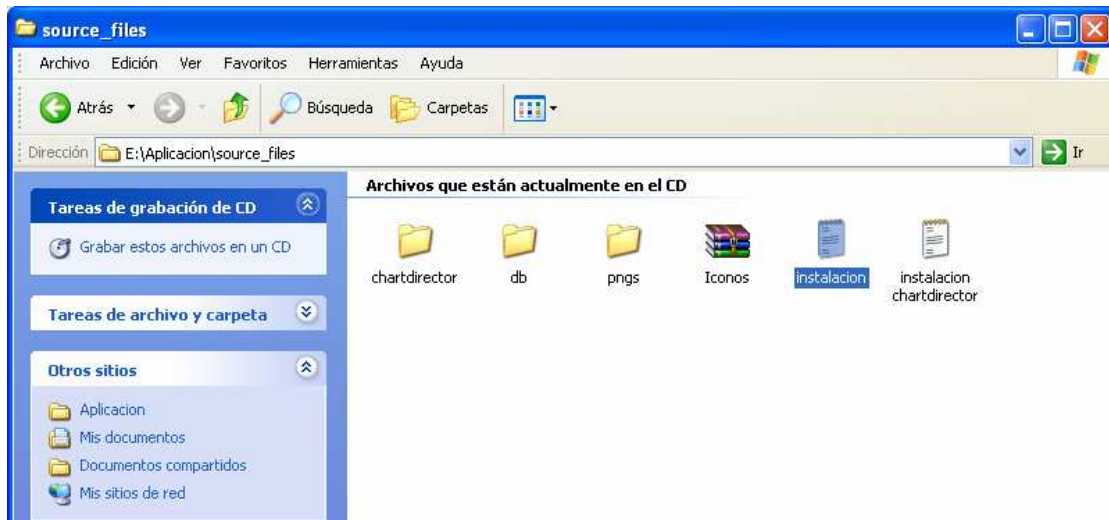 source_files
Archivo Edición Ver Favoritos Herramientas Ayuda
Atrás Búsqueda Carpetas
Dirección E:\Aplicacion\source_files Ir
Tareas de grabación de CD
Grabar estos archivos en un CD
Tareas de archivo y carpeta
Otros sitios
Aplicacion
Mis documentos
Documentos compartidos
Mis sitios de red
Archivos que están actualmente en el CD
chartdirector db pngs Iconos instalacion instalacion
chartdirector